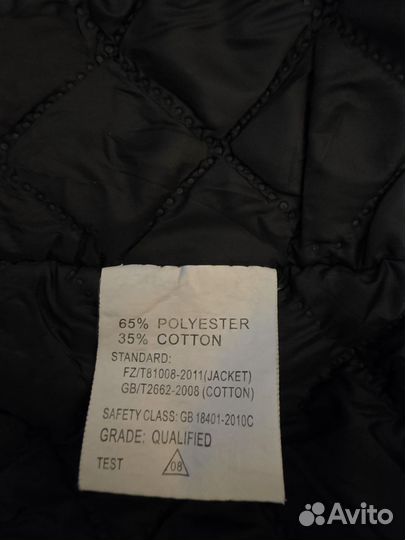 65% POLYESTER
35% COTTON
STANDARD:
FZ/T81008-2011(JACKET)
GB/T2662-2008 (COTTON)
SAFETY CLASS: GB 18401-2010C
GRADE: QUALIFIED
TEST 08
Avito